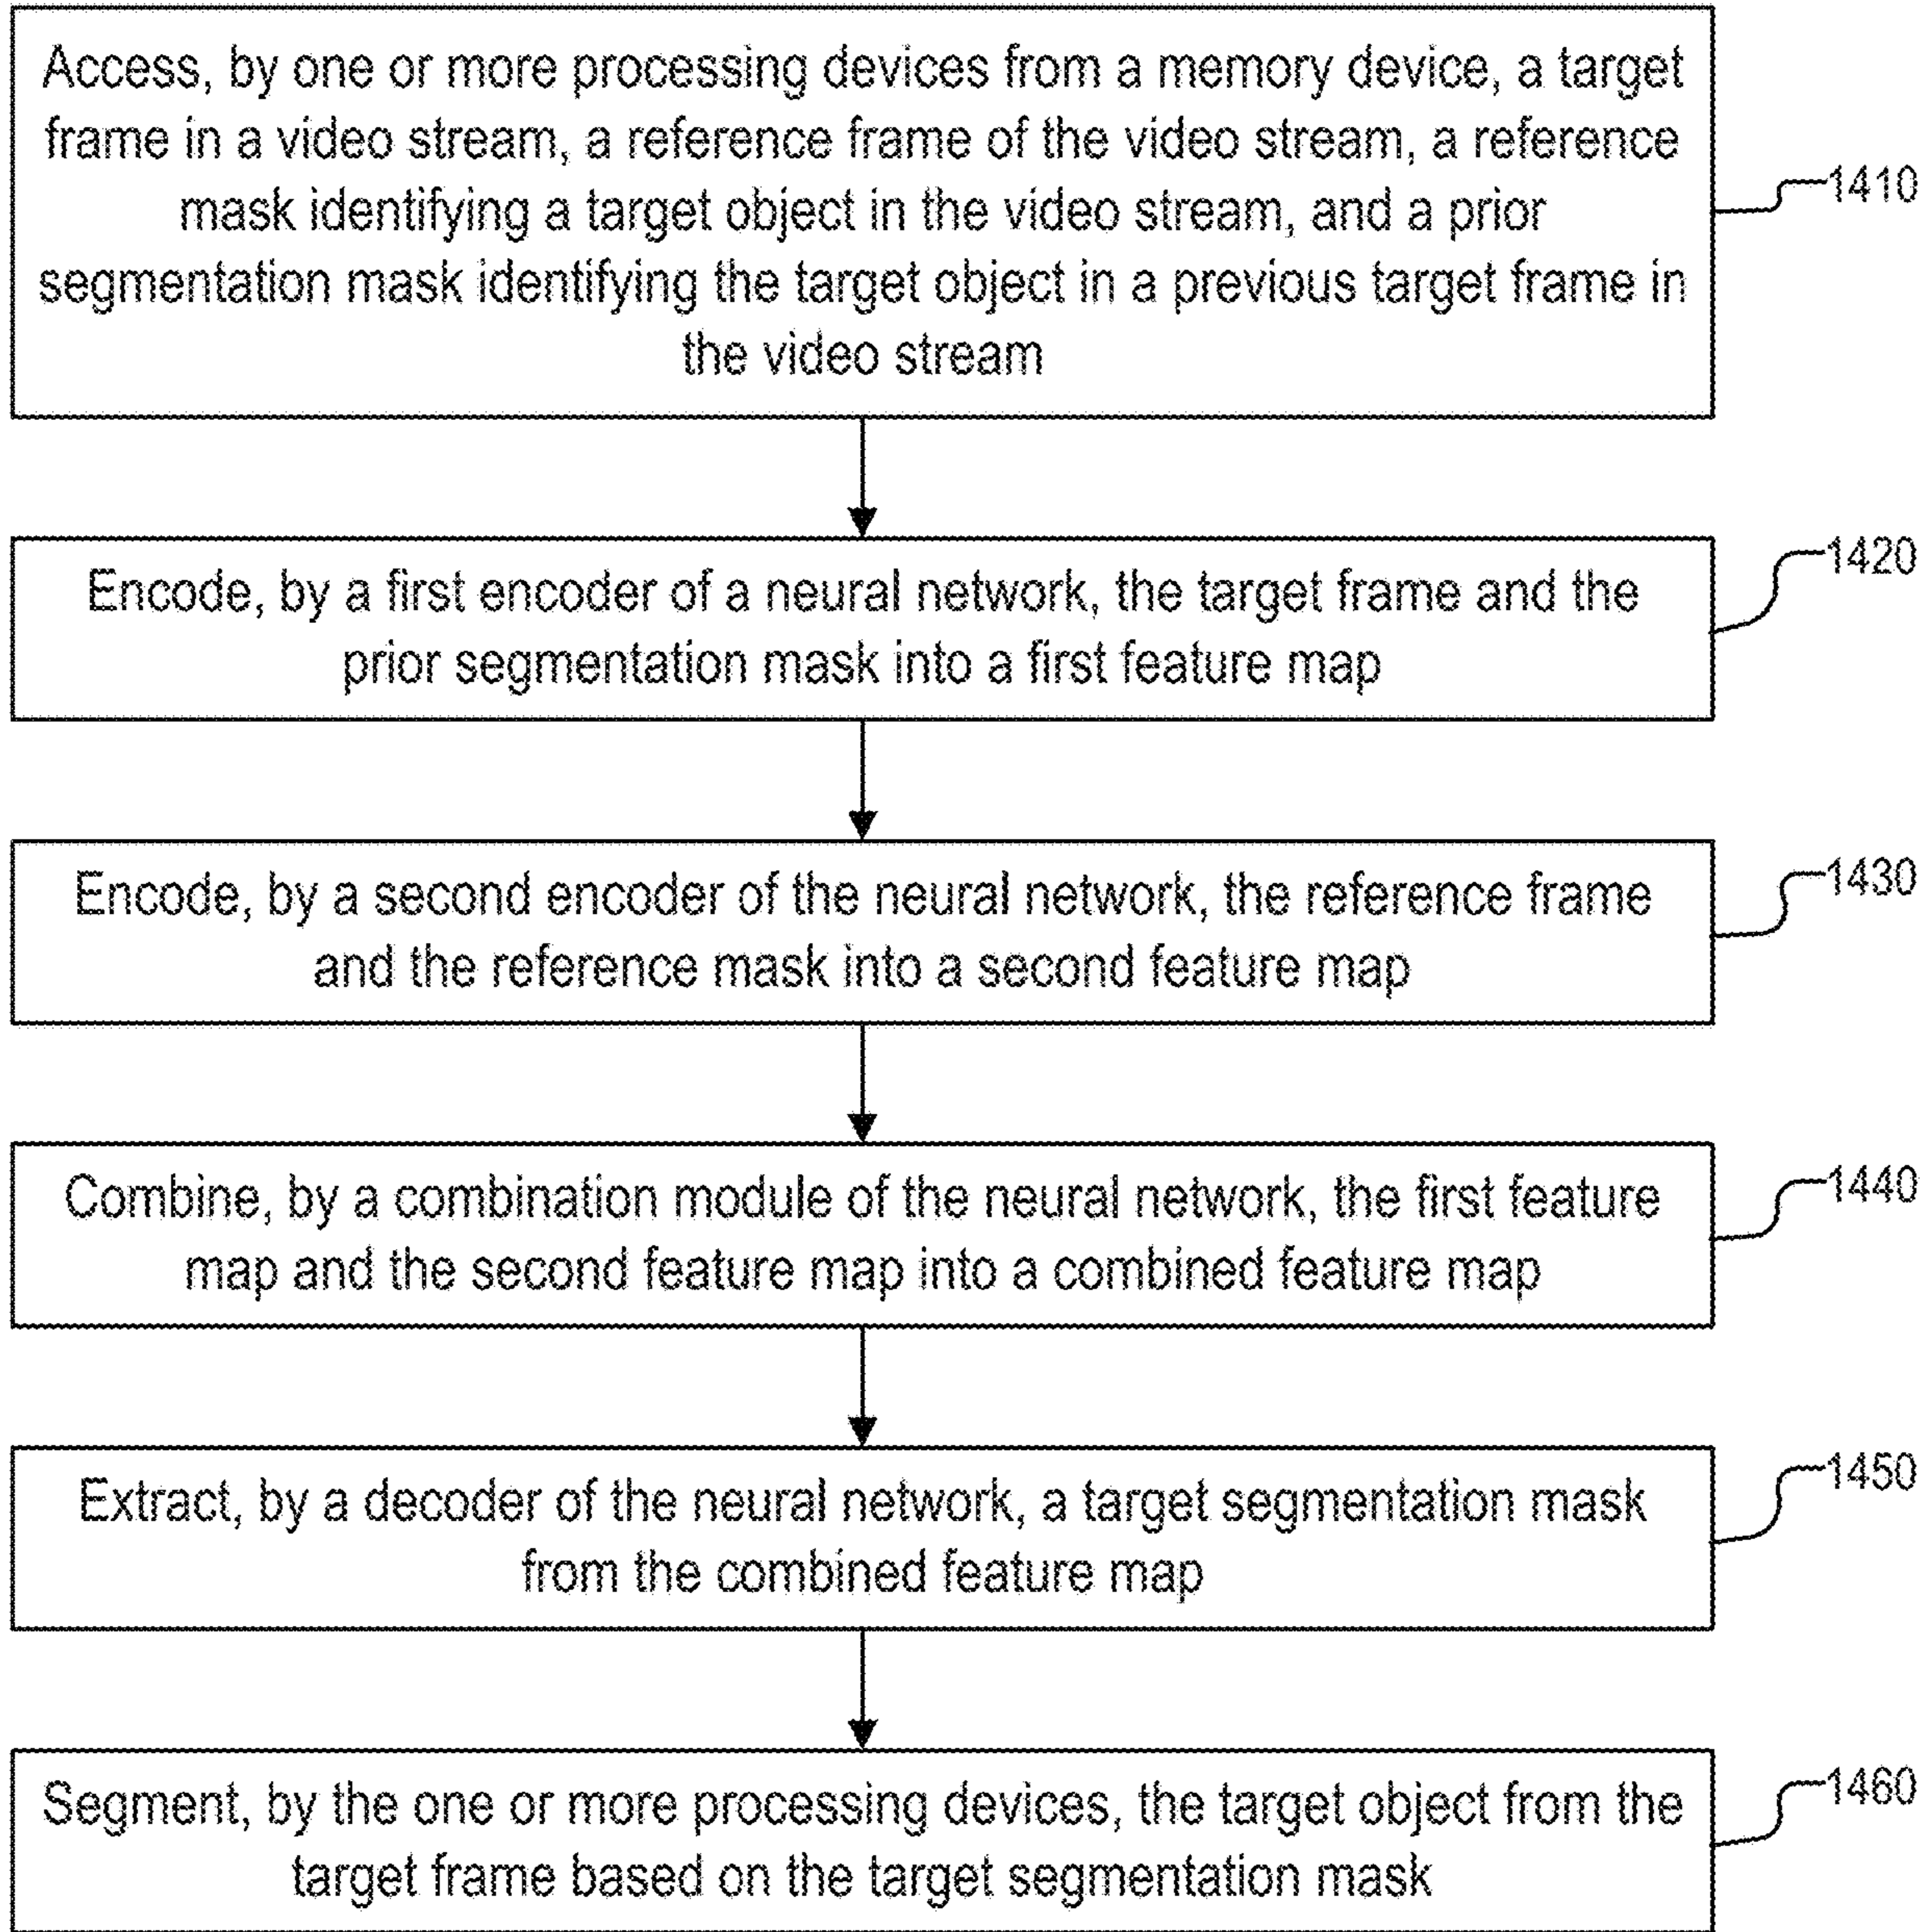 Access, by one or more processing devices from a memory device, a target
frame in a video stream, a reference frame of the video stream, a reference
mask identifying a target object in the video stream, and a prior
segmentation mask identifying the target object in a previous target frame in
the video stream
1410
Encode, by a first encoder of a neural network, the target frame and the
prior segmentation mask into a first feature map
1420
Encode, by a second encoder of the neural network, the reference frame
and the reference mask into a second feature map
1430
Combine, by a combination module of the neural network, the first feature
map and the second feature map into a combined feature map
1440
Extract, by a decoder of the neural network, a target segmentation mask
from the combined feature map
1450
Segment, by the one or more processing devices, the target object from the
target frame based on the target segmentation mask
1460